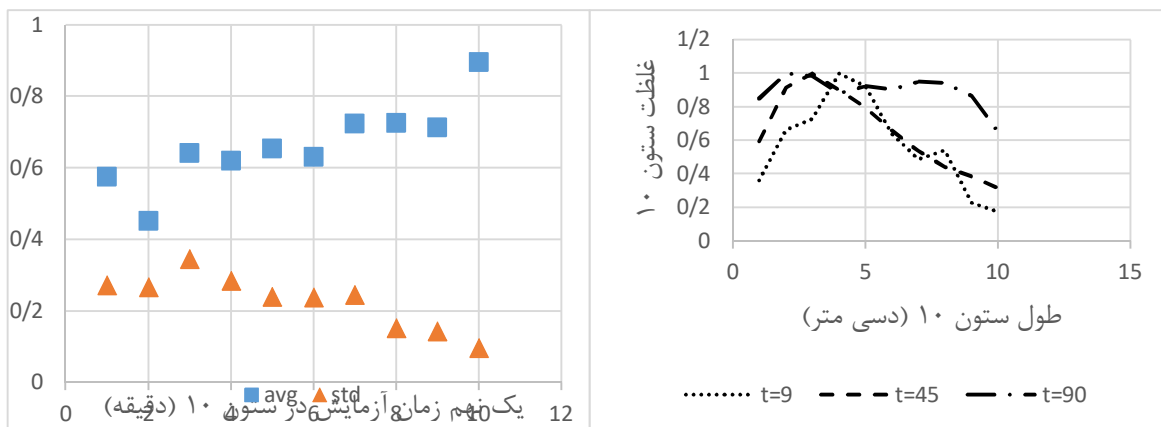 1
0/8
0/6
0/4
0/2
0
0 2 4 6 8 10 12
avg std
یک نهم زمان آزمایش در ستون ۱۰ (دقیقه)
غلظت ستون ۱۰
1/2
1
0/8
0/6
0/4
0/2
0
0 5 10 15
طول ستون ۱۰ (دسی متر)
t=9 t=45 t=90